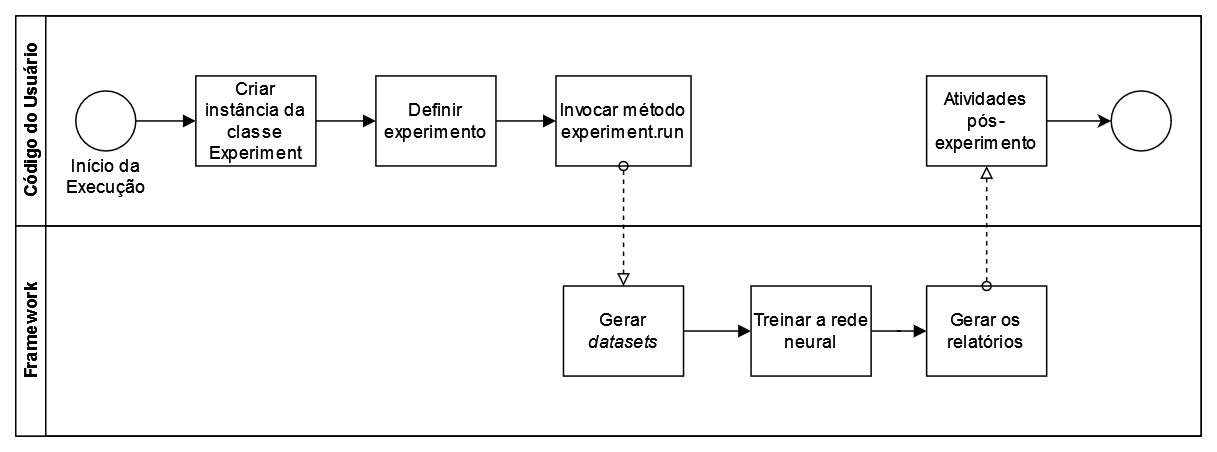 Código do Usuário
Início da
Execução
Criar
instância da
classe
Experiment
Definir
experimento
Invocar método
experiment.run
Atividades
pós-
experimento
Framework
Gerar
datasets
Treinar a rede
neural
Gerar os
relatórios